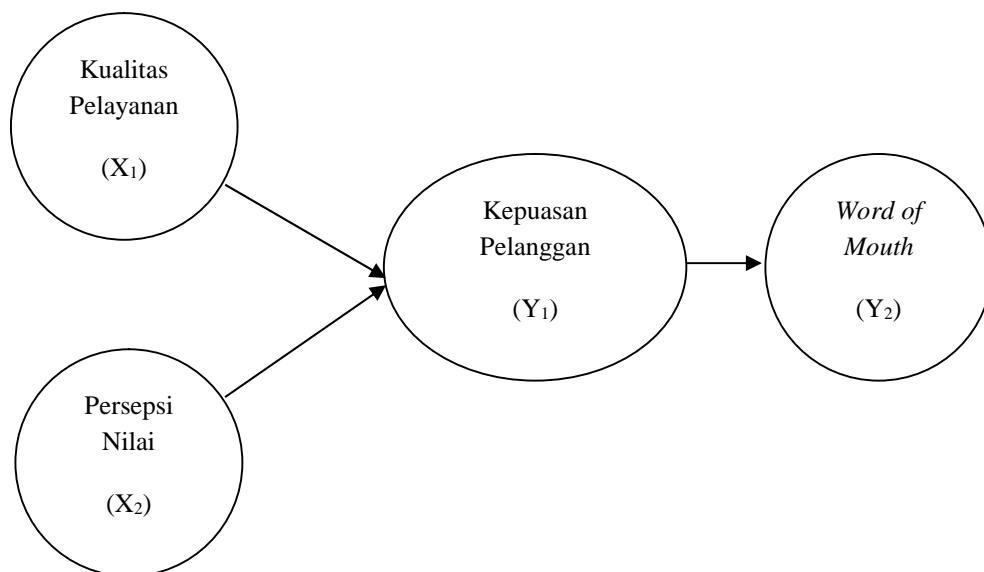 Kualitas
Pelayanan
(X₁)
Kepuasan
Pelanggan
(Y₁)
Word of
Mouth
(Y₂)
Persepsi
Nilai
(X₂)